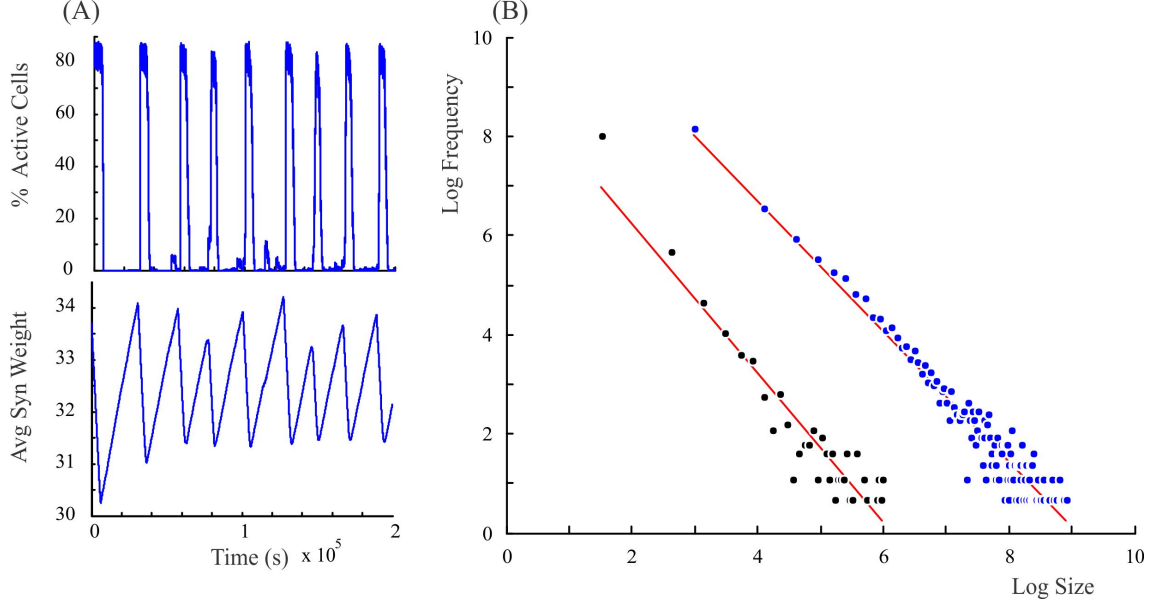 (A)
% Active Cells
80
60
40
20
0
Avg Syn Weight
34
33
32
31
30
0 1 2
Time (s) x 10^5
(B)
Log Frequency
10
8
6
4
2
0
0 2 4 6 8 10
Log Size